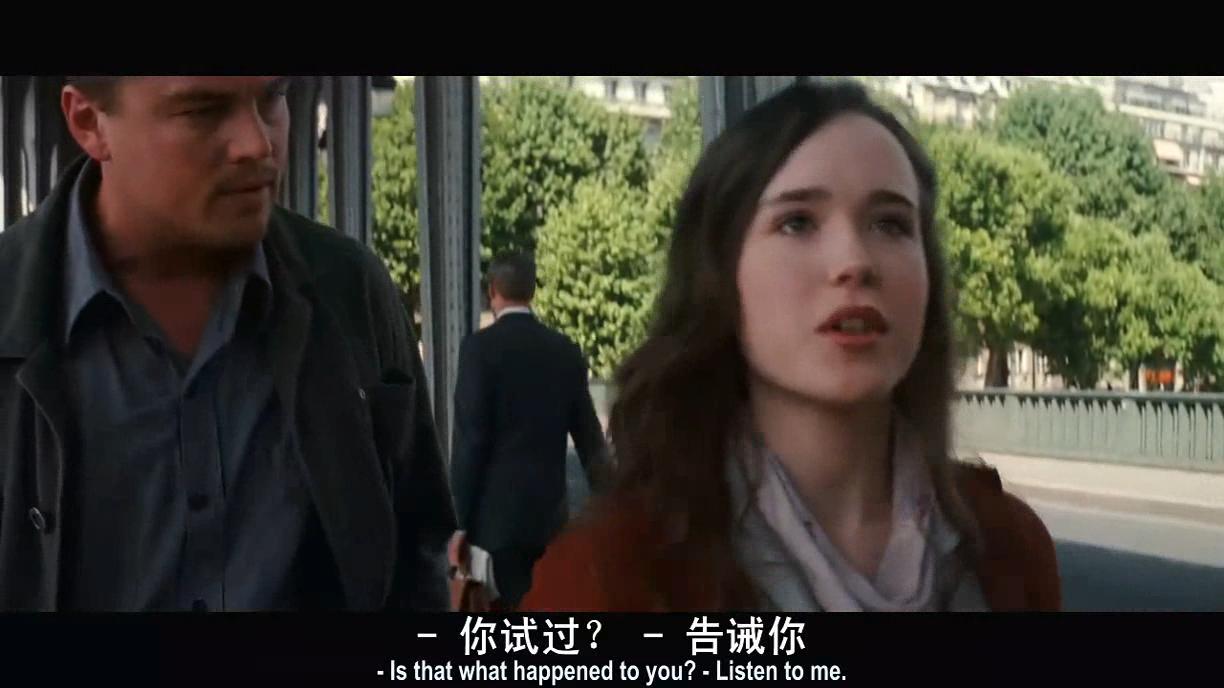 - 你试过？ - 告诫你
- Is that what happened to you? - Listen to me.